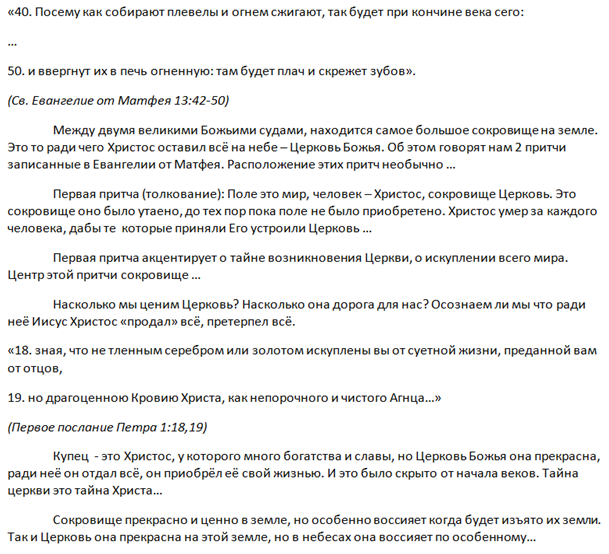 «40. Посему как собирают плевелы и огнем сжигают, так будет при кончине века сего:
...
50. и ввергнут их в печь огненную: там будет плач и скрежет зубов».
(Св. Евангелие от Матфея 13:42-50)
Между двумя великими Божьими судами, находится самое большое сокровище на земле.
Это то ради чего Христос оставил всё на небе – Церковь Божья. Об этом говорят нам 2 притчи
записанные в Евангелии от Матфея. Расположение этих притч необычно ...
Первая притча (толкование): Поле это мир, человек – Христос, сокровище Церковь. Это
сокровище оно было утаено, до тех пор пока поле не было приобретено. Христос умер за каждого
человека, дабы те которые приняли Его устроили Церковь ...
Первая притча акцентирует о тайне возникновения Церкви, о искуплении всего мира.
Центр этой притчи сокровище ...
Насколько мы ценим Церковь? Насколько она дорога для нас? Осознаем ли мы что ради
неё Иисус Христос «продал» всё, претерпел всё.
«18. зная, что не тленным серебром или золотом искуплены вы от суетной жизни, преданной вам
от отцов,
19. но драгоценною Кровию Христа, как непорочного и чистого Агнца...»
(Первое послание Петра 1:18,19)
Купец - это Христос, у которого много богатства и славы, но Церковь Божья она прекрасна,
ради неё он отдал всё, он приобрёл её свой жизнью. И это было скрыто от начала веков. Тайна
церкви это тайна Христа...
Сокровище прекрасно и ценно в земле, но особенно воссияет когда будет изъято их земли.
Так и Церковь она прекрасна на этой земле, но в небесах она воссияет по особенному...